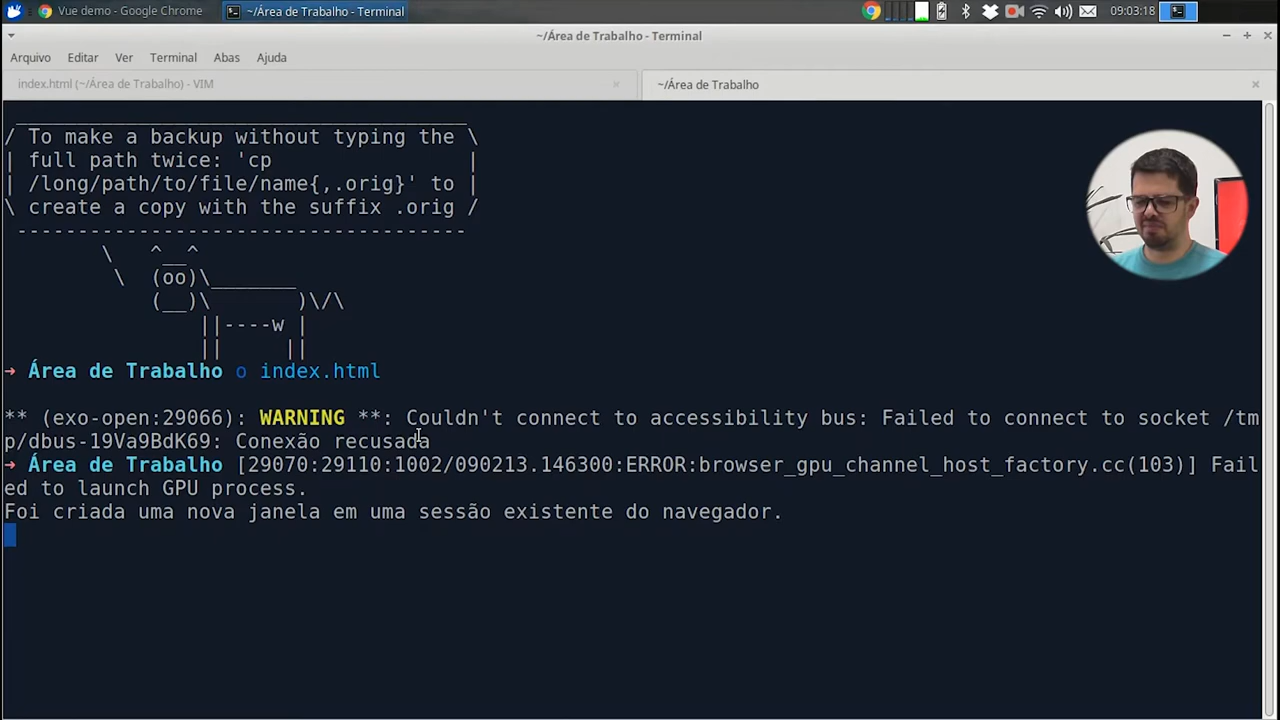 Vue demo - Google Chrome
~/Área de Trabalho - Terminal
09:03:18
~/Área de Trabalho - Terminal
Arquivo Editar Ver Terminal Abas Ajuda
index.html (~/Área de Trabalho) - VIM
~/Área de Trabalho
/ To make a backup without typing the \
| full path twice: 'cp |
| /long/path/to/file/name{,.orig}' to |
\ create a copy with the suffix .orig /
---------------------------------------
\ ^__^
\ (oo)\_______
(__)\ )\/\
||----w |
|| ||
➜ Área de Trabalho o index.html
** (exo-open:29066): WARNING **: Couldn't connect to accessibility bus: Failed to connect to socket /tm
p/dbus-19Va9BdK69: Conexão recusada
➜ Área de Trabalho [29070:29110:1002/090213.146300:ERROR:browser_gpu_channel_host_factory.cc(103)] Fail
ed to launch GPU process.
Foi criada uma nova janela em uma sessão existente do navegador.